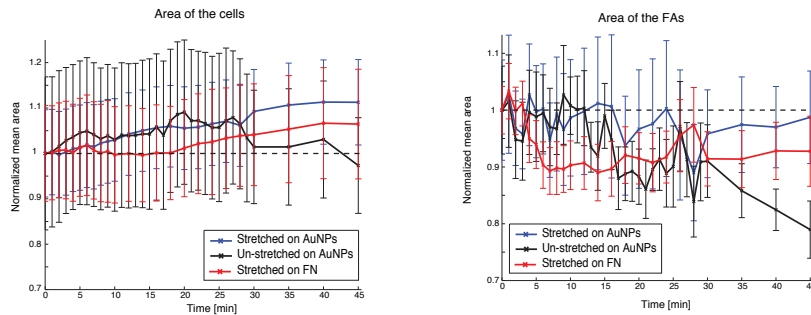 Area of the cells
Normalized mean area
1.2
1.1
1
0.9
0.8
0.7
0 5 10 15 20 25 30 35 40 45
Time [min]
Stretched on AuNPs
Un-stretched on AuNPs
Stretched on FN
Area of the FAs
Normalized mean area
1.1
1
0.9
0.8
0.7
0 5 10 15 20 25 30 35 40 45
Time [min]
Stretched on AuNPs
Un-stretched on AuNPs
Stretched on FN